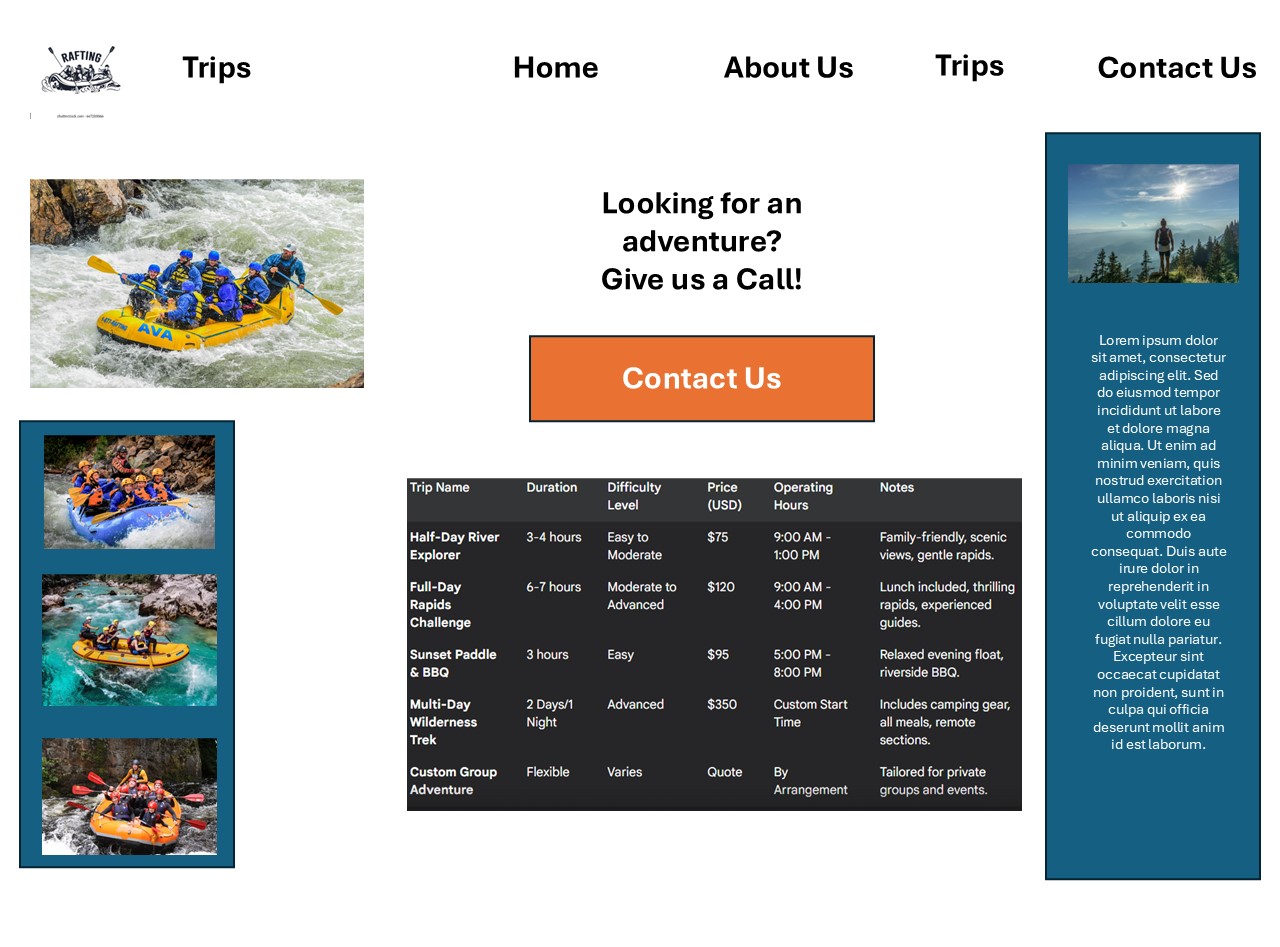 RAFTING
Trips
Home
About Us
Trips
Contact Us
Looking for an
adventure?
Give us a Call!
Contact Us
AVA
Trip Name Duration Difficulty Level Price (USD) Operating Hours Notes
Half-Day River Explorer 3-4 hours Easy to Moderate $75 9:00 AM - 1:00 PM Family-friendly, scenic views, gentle rapids.
Full-Day Rapids Challenge 6-7 hours Moderate to Advanced $120 9:00 AM - 4:00 PM Lunch included, thrilling rapids, experienced guides.
Sunset Paddle & BBQ 3 hours Easy $95 5:00 PM - 8:00 PM Relaxed evening float, riverside BBQ.
Multi-Day Wilderness Trek 2 Days/1 Night Advanced $350 Custom Start Time Includes camping gear, all meals, remote sections.
Custom Group Adventure Flexible Varies Quote By Arrangement Tailored for private groups and events.
Lorem ipsum dolor
sit amet, consectetur
adipiscing elit. Sed
do eiusmod tempor
incididunt ut labore
et dolore magna
aliqua. Ut enim ad
minim veniam, quis
nostrud exercitation
ullamco laboris nisi
ut aliquip ex ea
commodo
consequat. Duis aute
irure dolor in
reprehenderit in
voluptate velit esse
cillum dolore eu
fugiat nulla pariatur.
Excepteur sint
occaecat cupidatat
non proident, sunt in
culpa qui officia
deserunt mollit anim
id est laborum.